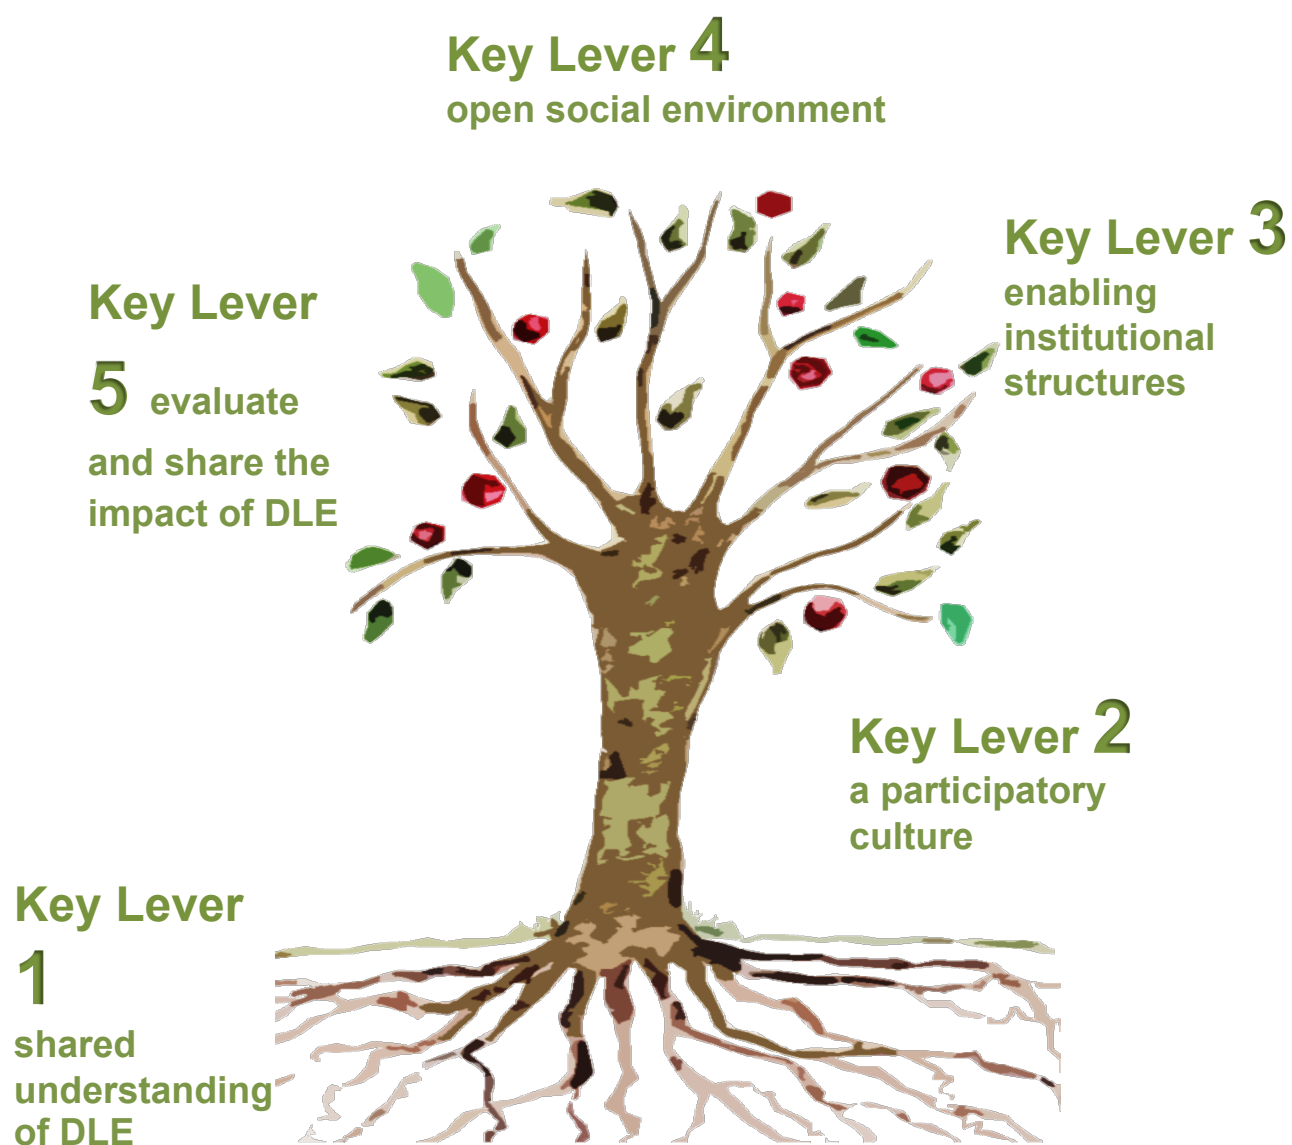 Key Lever 4
open social environment
Key Lever 3
enabling
institutional
structures
Key Lever
5 evaluate
and share the
impact of DLE
Key Lever 2
a participatory
culture
Key Lever
1
shared
understanding
of DLE